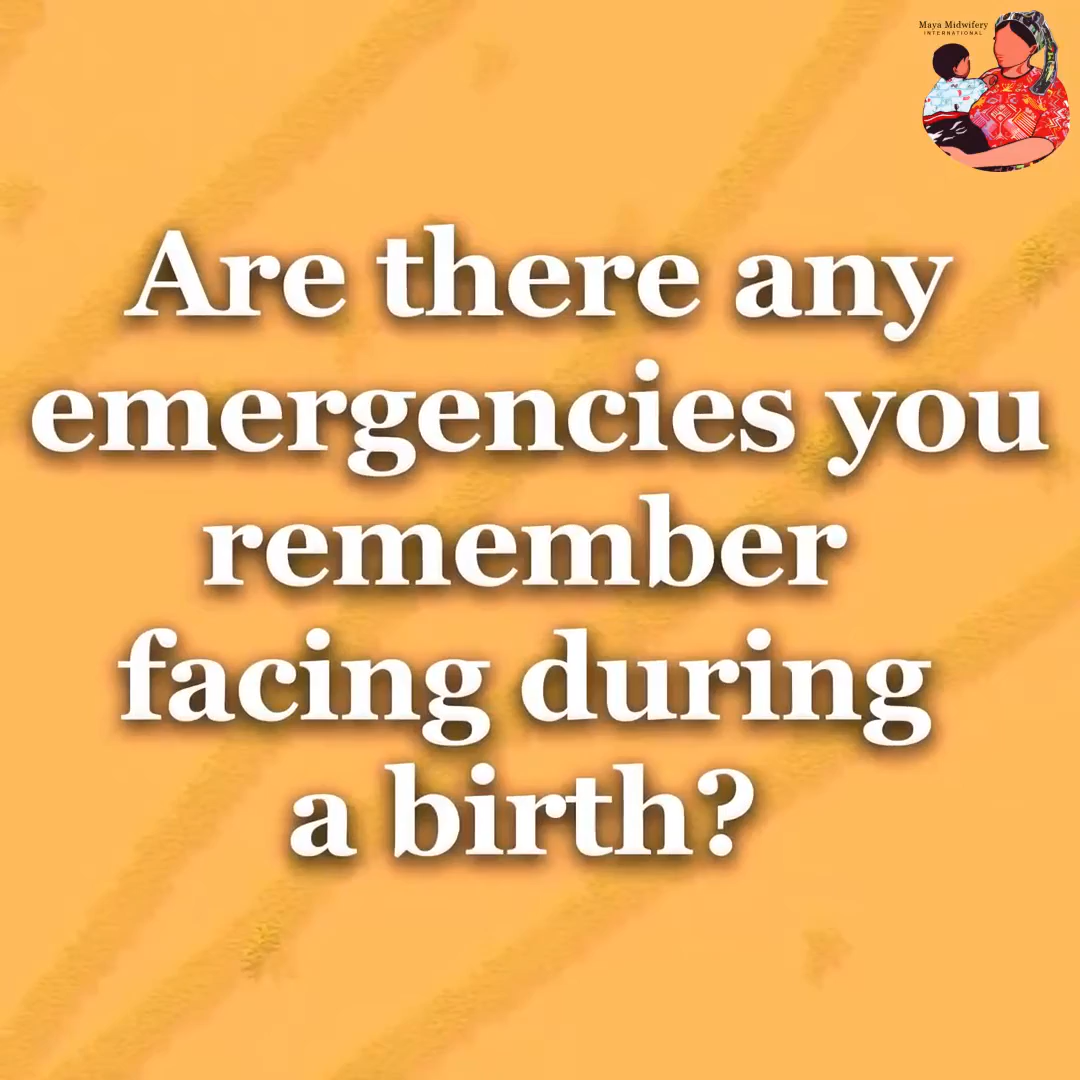 Maya Midwifery
INTERNATIONAL
Are there any
emergencies you
remember
facing during
a birth?